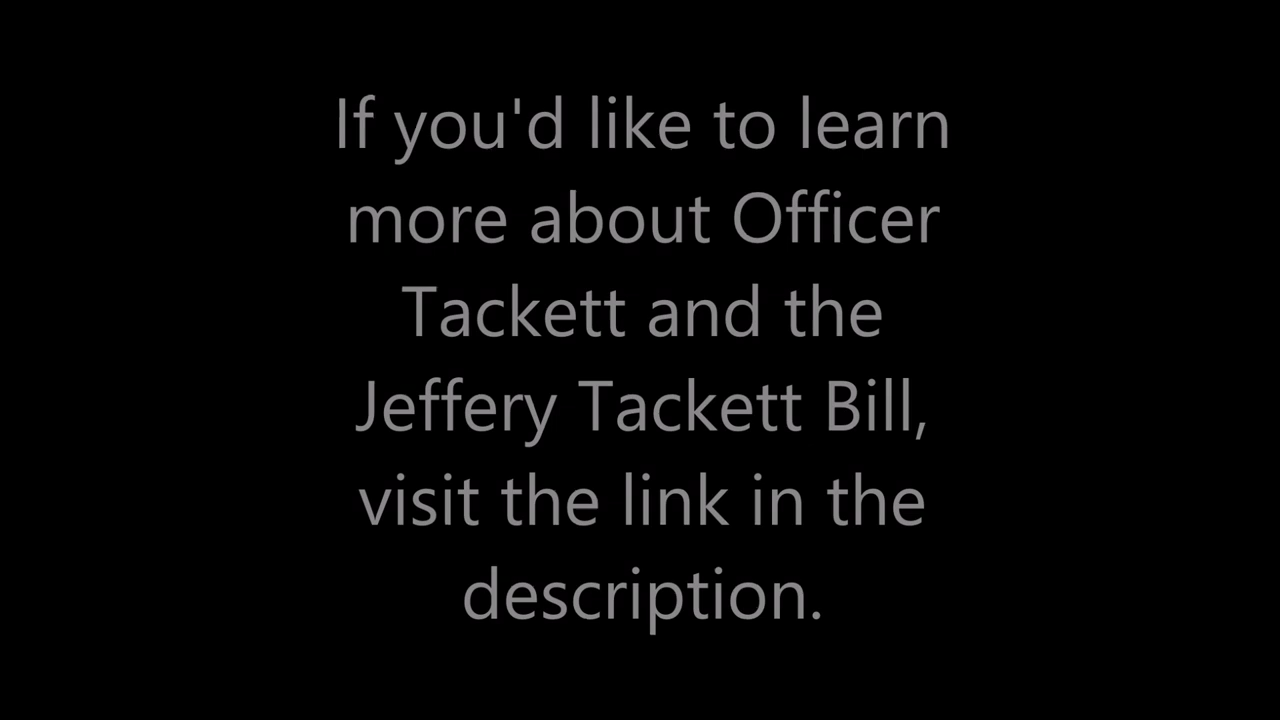 If you'd like to learn
more about Officer
Tackett and the
Jeffery Tackett Bill,
visit the link in the
description.